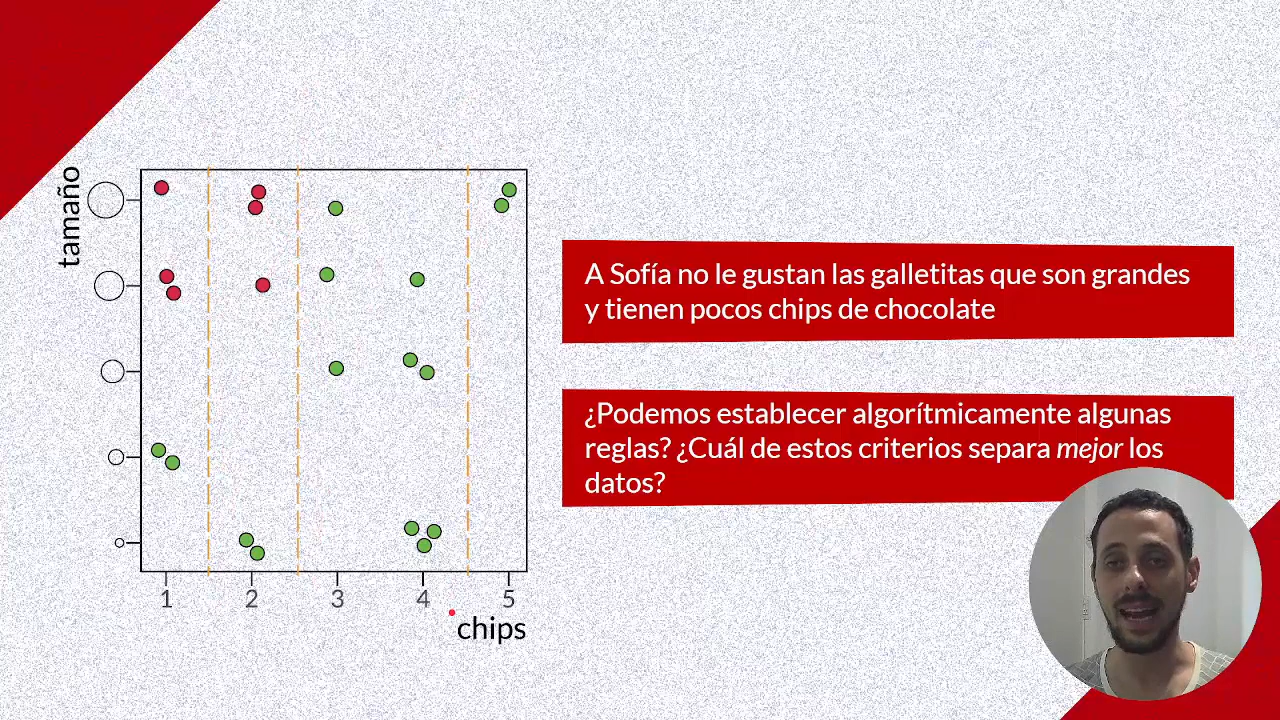 tamaño
1 2 3 4 5
chips
A Sofía no le gustan las galletitas que son grandes
y tienen pocos chips de chocolate
¿Podemos establecer algorítmicamente algunas
reglas? ¿Cuál de estos criterios separa mejor los
datos?